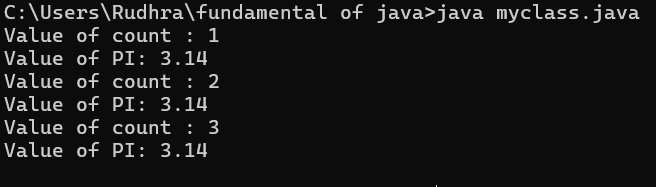 C:\Users\Rudhra\fundamental of java>java myclass.java
Value of count : 1
Value of PI: 3.14
Value of count : 2
Value of PI: 3.14
Value of count : 3
Value of PI: 3.14